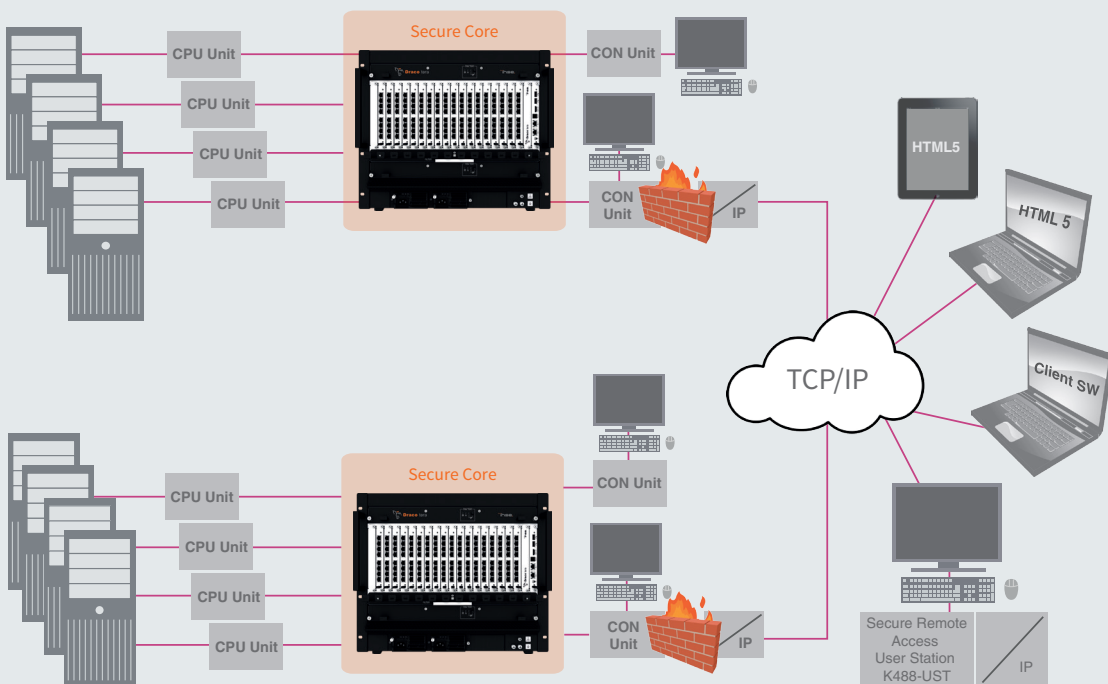 CPU Unit
CPU Unit
CPU Unit
CPU Unit
Secure Core
Draco
CON Unit
CON
Unit
IP
HTML5
HTML 5
TCP/IP
Client SW
CPU Unit
CPU Unit
CPU Unit
CPU Unit
Secure Core
Draco
CON Unit
CON
Unit
IP
Secure Remote
Access
User Station
K488-UST
IP